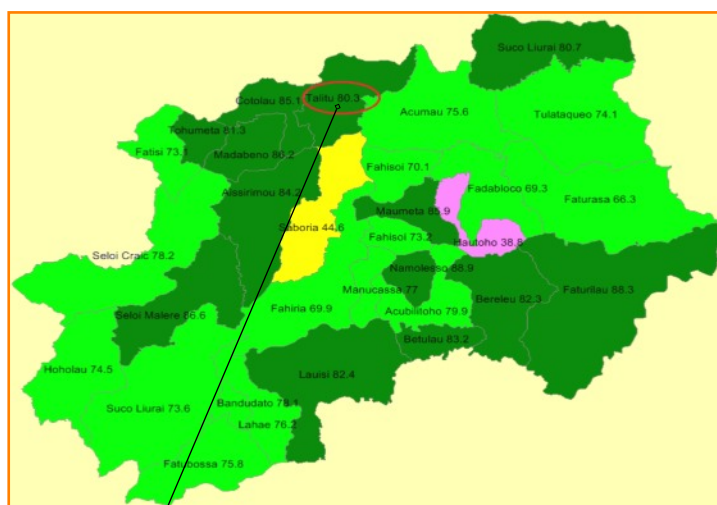 Suco Liurai 80.7
Cotolau 85.1
Talitu 80.3
Acumau 75.6
Tulataqueo 74.1
Tohumeta 81.3
Fatisi 73.1
Madabeno 86.2
Fahisoi 70.1
Aissirimou 84.2
Fadabloco 69.3
Faturasa 66.3
Maumeta 85.9
Saboria 44.6
Fahisoi 73.2
Hautoho 38.8
Seloi Craic 78.2
Namolesso 88.9
Manucassa 77
Bereleu 82.3
Faturilau 88.3
Seloi Malere 86.6
Fahiria 69.9
Acubilitoho 79.9
Betulau 83.2
Hoholau 74.5
Lauisi 82.4
Suco Liurai 73.6
Bandudato 78.1
Lahae 76.2
Fatubossa 75.8